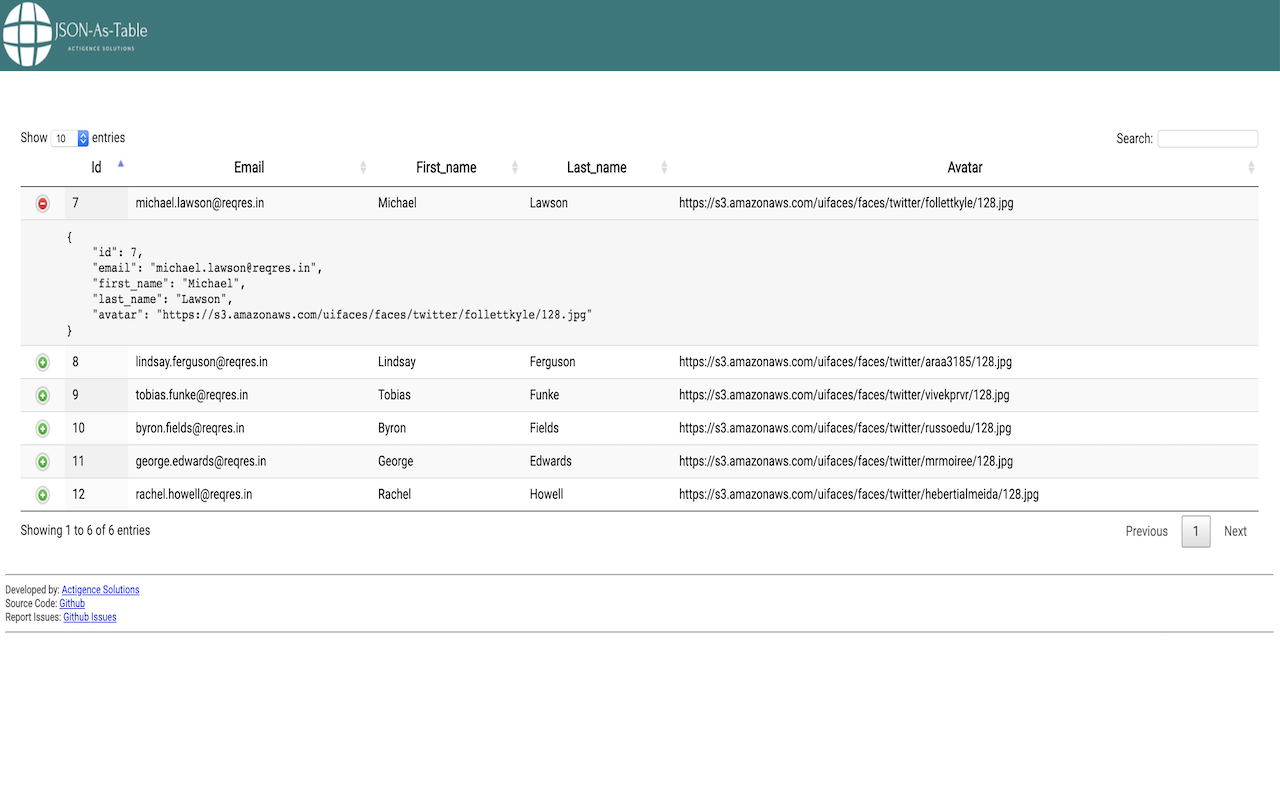 JSON-As-Table
ACTIGENCE SOLUTIONS
Show 10 entries
Search:
Id Email First_name Last_name Avatar
7 michael.lawson@reqres.in Michael Lawson https://s3.amazonaws.com/uifaces/faces/twitter/follettkyle/128.jpg
{
"id": 7,
"email": "michael.lawson@reqres.in",
"first_name": "Michael",
"last_name": "Lawson",
"avatar": "https://s3.amazonaws.com/uifaces/faces/twitter/follettkyle/128.jpg"
}
8 lindsay.ferguson@reqres.in Lindsay Ferguson https://s3.amazonaws.com/uifaces/faces/twitter/araa3185/128.jpg
9 tobias.funke@reqres.in Tobias Funke https://s3.amazonaws.com/uifaces/faces/twitter/vivekprvr/128.jpg
10 byron.fields@reqres.in Byron Fields https://s3.amazonaws.com/uifaces/faces/twitter/russoedu/128.jpg
11 george.edwards@reqres.in George Edwards https://s3.amazonaws.com/uifaces/faces/twitter/mrmoiree/128.jpg
12 rachel.howell@reqres.in Rachel Howell https://s3.amazonaws.com/uifaces/faces/twitter/hebertialmeida/128.jpg
Showing 1 to 6 of 6 entries
Previous 1 Next
Developed by: Actigence Solutions
Source Code: Github
Report Issues: Github Issues